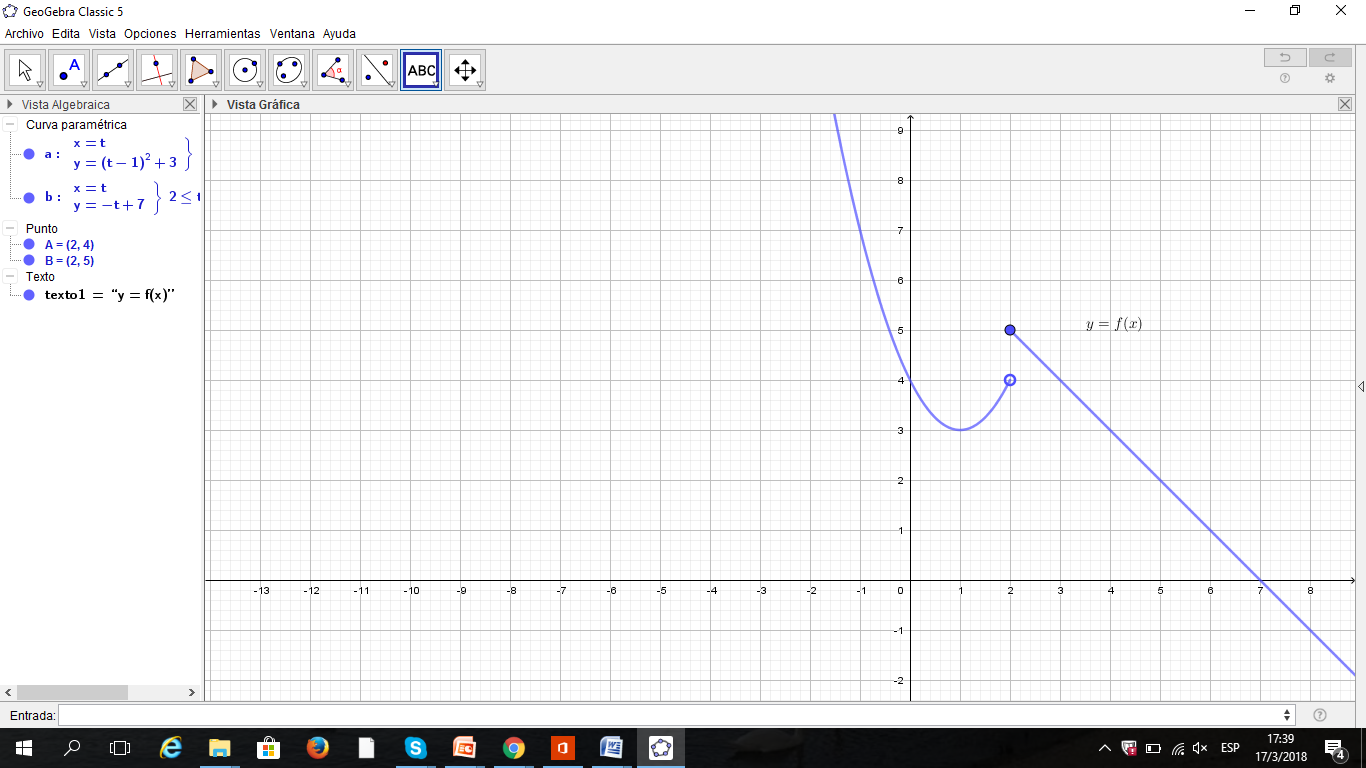 GeoGebra Classic 5
Archivo Edita Vista Opciones Herramientas Ventana Ayuda
A α ABC
Vista Algebraica
Vista Gráfica
Curva paramétrica
a : x = t
y = (t − 1)² + 3 }
b : x = t
y = −t + 7 } 2 ≤ t
Punto
A = (2, 4)
B = (2, 5)
Texto
texto1 = “y = f(x)”
9
8
7
6
5
4
3
2
1
-1
-2
y = f(x)
-13 -12 -11 -10 -9 -8 -7 -6 -5 -4 -3 -2 -1 0 1 2 3 4 5 6 7 8
Entrada:
ESP
17:39
17/3/2018
4